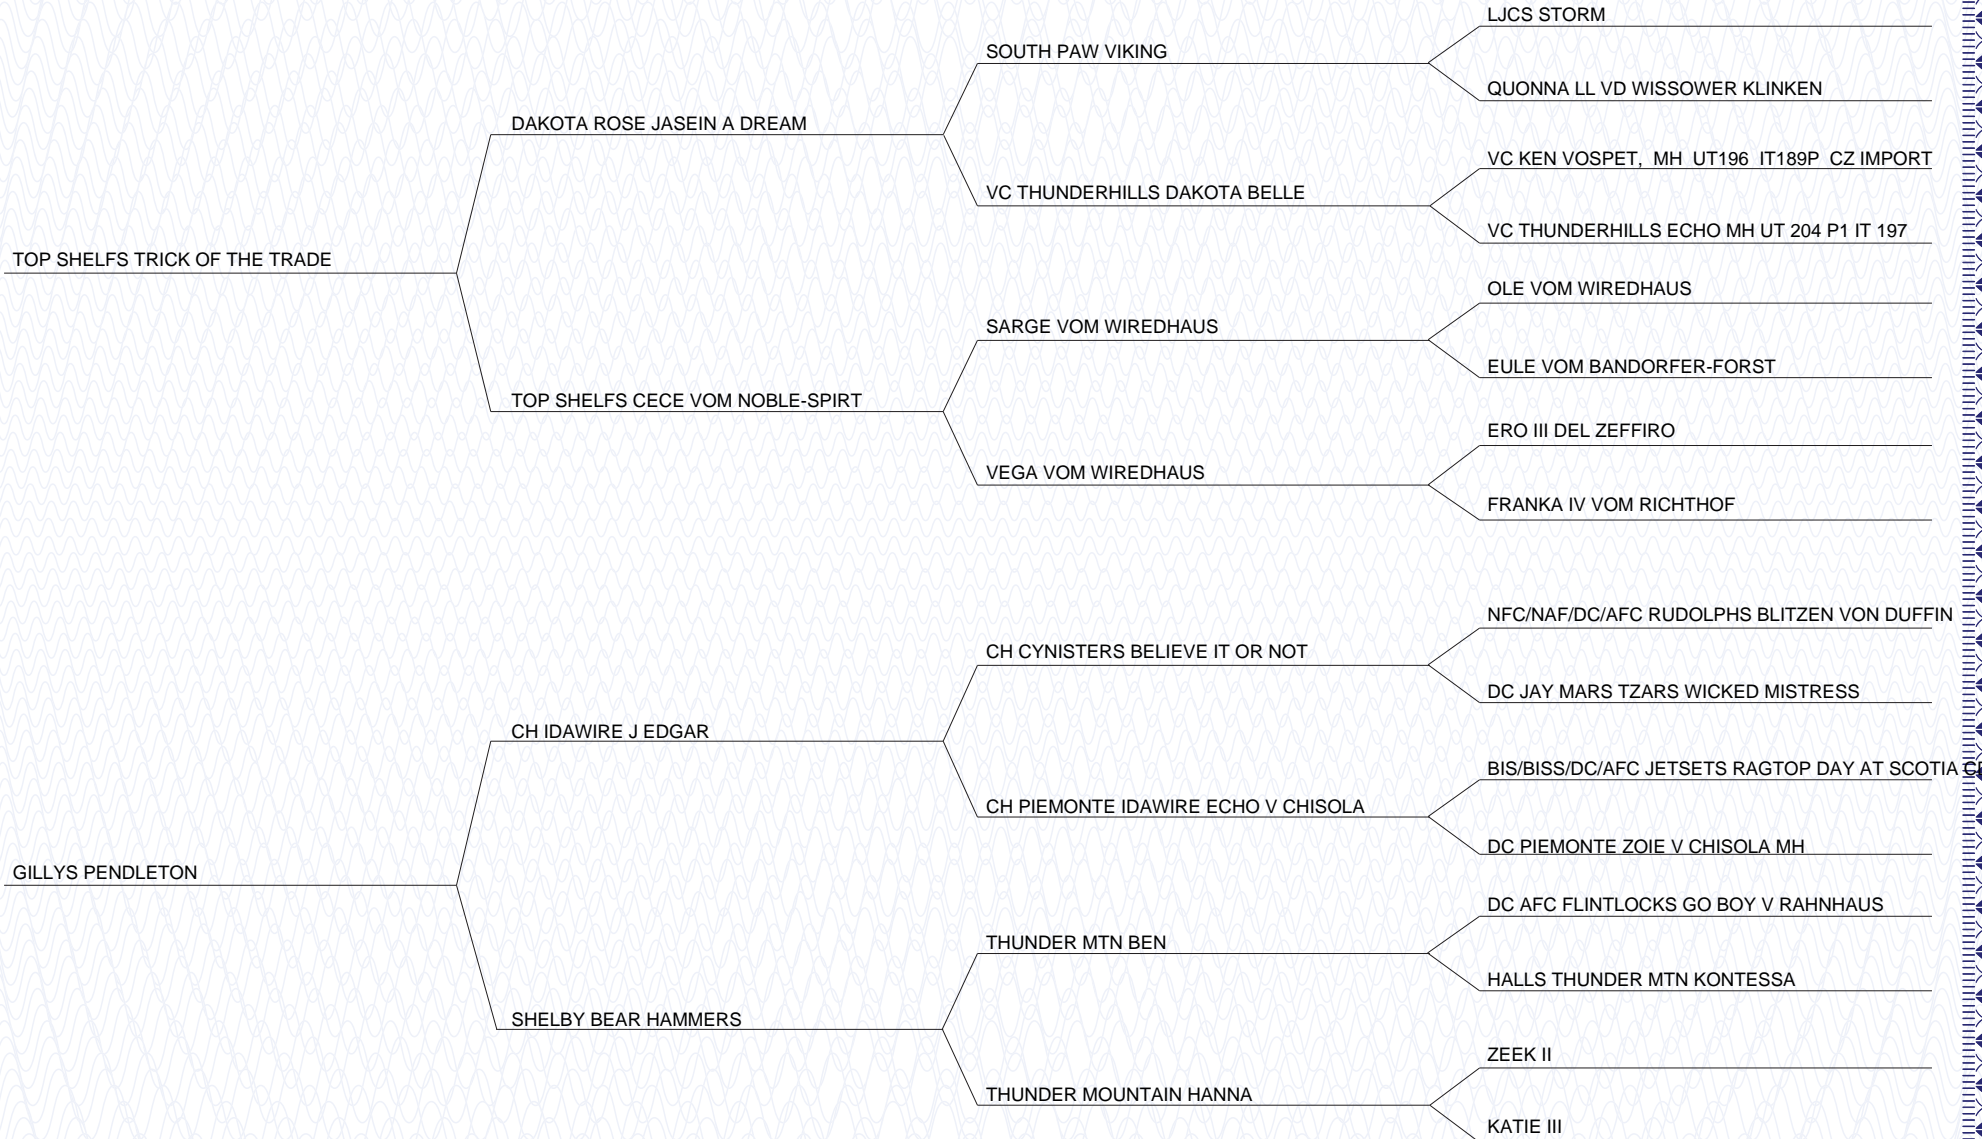 LJCS STORM
SOUTH PAW VIKING
QUONNA LL VD WISSOWER KLINKEN
DAKOTA ROSE JASEIN A DREAM
VC KEN VOSPET, MH UT196 IT189P CZ IMPORT
VC THUNDERHILLS DAKOTA BELLE
VC THUNDERHILLS ECHO MH UT 204 P1 IT 197
TOP SHELFS TRICK OF THE TRADE
OLE VOM WIREDHAUS
SARGE VOM WIREDHAUS
EULE VOM BANDORFER-FORST
TOP SHELFS CECE VOM NOBLE-SPIRT
ERO III DEL ZEFFIRO
VEGA VOM WIREDHAUS
FRANKA IV VOM RICHTHOF
NFC/NAF/DC/AFC RUDOLPHS BLITZEN VON DUFFIN
CH CYNISTERS BELIEVE IT OR NOT
DC JAY MARS TZARS WICKED MISTRESS
CH IDAWIRE J EDGAR
BIS/BISS/DC/AFC JETSETS RAGTOP DAY AT SCOTIA
CH PIEMONTE IDAWIRE ECHO V CHISOLA
DC PIEMONTE ZOIE V CHISOLA MH
GILLYS PENDLETON
DC AFC FLINTLOCKS GO BOY V RAHNHAUS
THUNDER MTN BEN
HALLS THUNDER MTN KONTESSA
SHELBY BEAR HAMMERS
ZEEK II
THUNDER MOUNTAIN HANNA
KATIE III